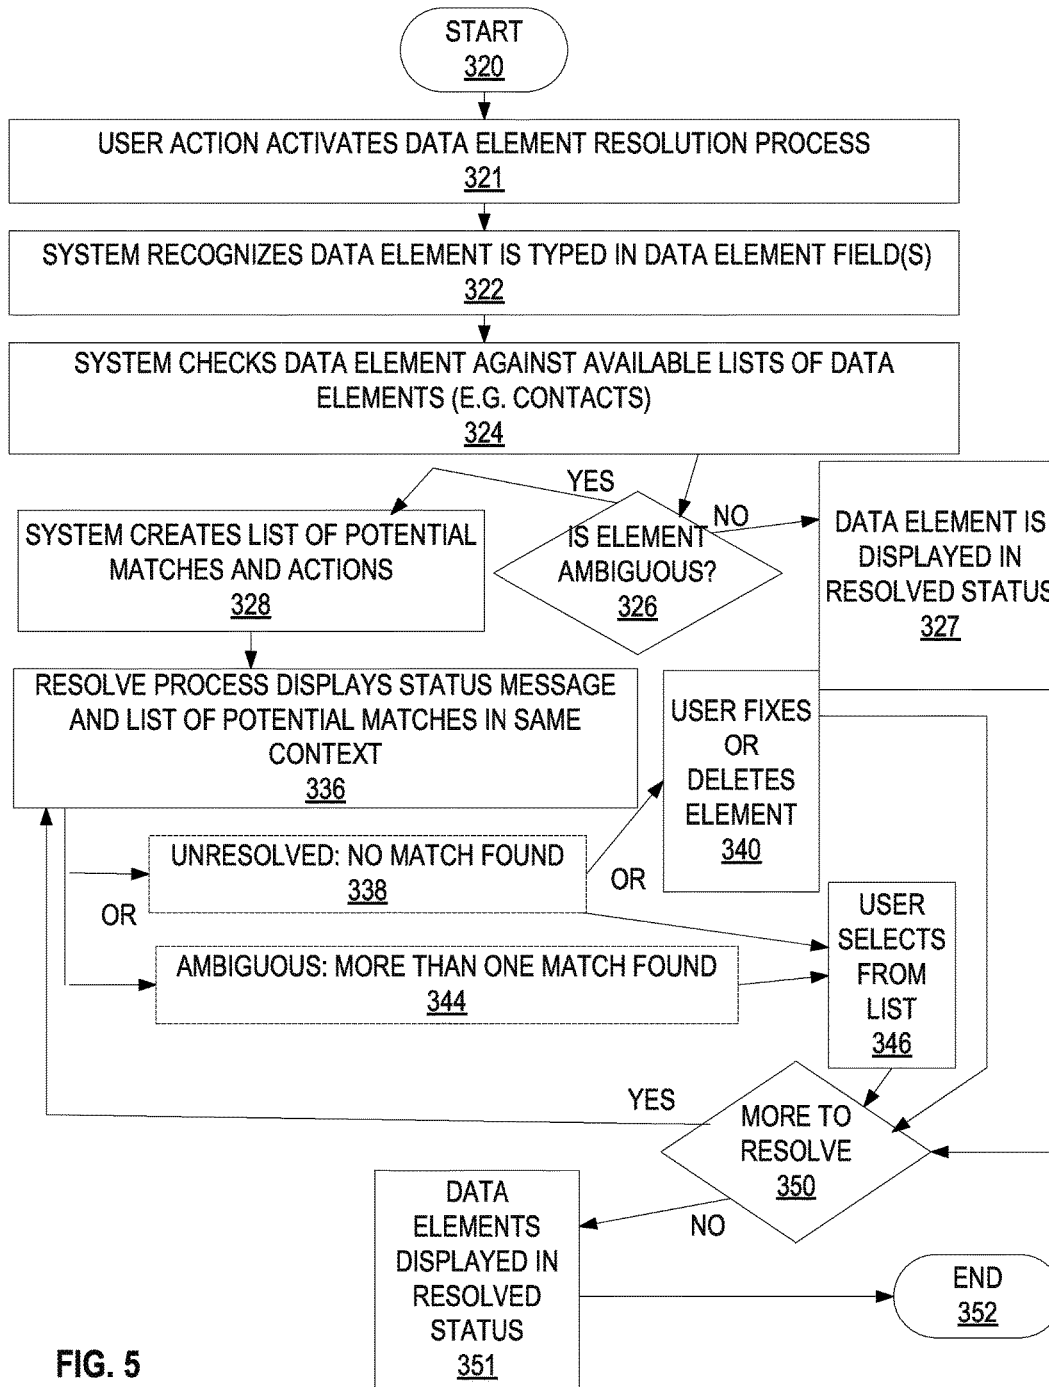 START
320
USER ACTION ACTIVATES DATA ELEMENT RESOLUTION PROCESS
321
SYSTEM RECOGNIZES DATA ELEMENT IS TYPED IN DATA ELEMENT FIELD(S)
322
SYSTEM CHECKS DATA ELEMENT AGAINST AVAILABLE LISTS OF DATA
ELEMENTS (E.G. CONTACTS)
324
YES
NO
IS ELEMENT
AMBIGUOUS?
326
DATA ELEMENT IS
DISPLAYED IN
RESOLVED STATUS
327
SYSTEM CREATES LIST OF POTENTIAL
MATCHES AND ACTIONS
328
RESOLVE PROCESS DISPLAYS STATUS MESSAGE
AND LIST OF POTENTIAL MATCHES IN SAME
CONTEXT
336
USER FIXES
OR
DELETES
ELEMENT
340
UNRESOLVED: NO MATCH FOUND
338
OR
OR
AMBIGUOUS: MORE THAN ONE MATCH FOUND
344
USER
SELECTS
FROM
LIST
346
YES
MORE TO
RESOLVE
350
NO
DATA
ELEMENTS
DISPLAYED IN
RESOLVED
STATUS
351
END
352
FIG. 5